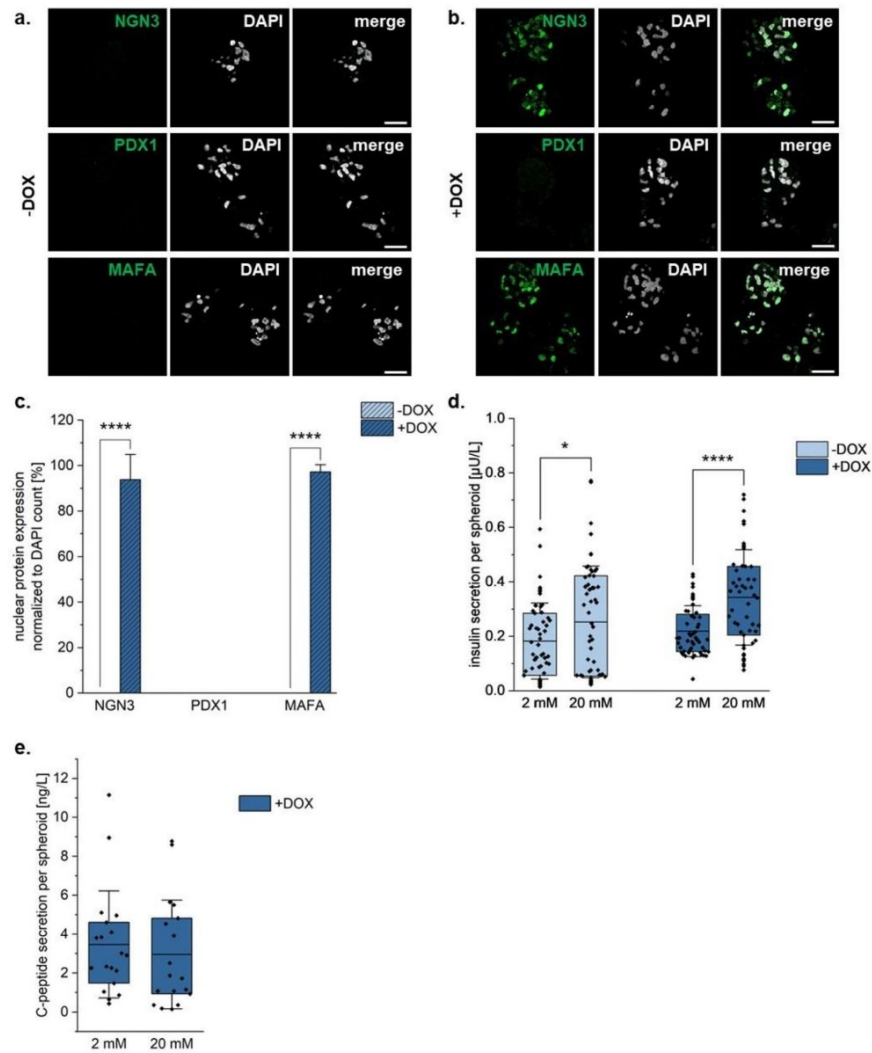 a.
NGN3 DAPI merge
-DOX
PDX1 DAPI merge
MAFA DAPI merge
b.
NGN3 DAPI merge
+DOX
PDX1 DAPI merge
MAFA DAPI merge
c.
nuclear protein expression
normalized to DAPI count [%]
120
100
80
60
40
20
0
****
****
NGN3 PDX1 MAFA
-DOX
+DOX
d.
insulin secretion per spheroid [µU/L]
1.0
0.8
0.6
0.4
0.2
0.0
*
****
2 mM 20 mM 2 mM 20 mM
-DOX
+DOX
e.
C-peptide secretion per spheroid [ng/L]
12
10
8
6
4
2
0
2 mM 20 mM
+DOX